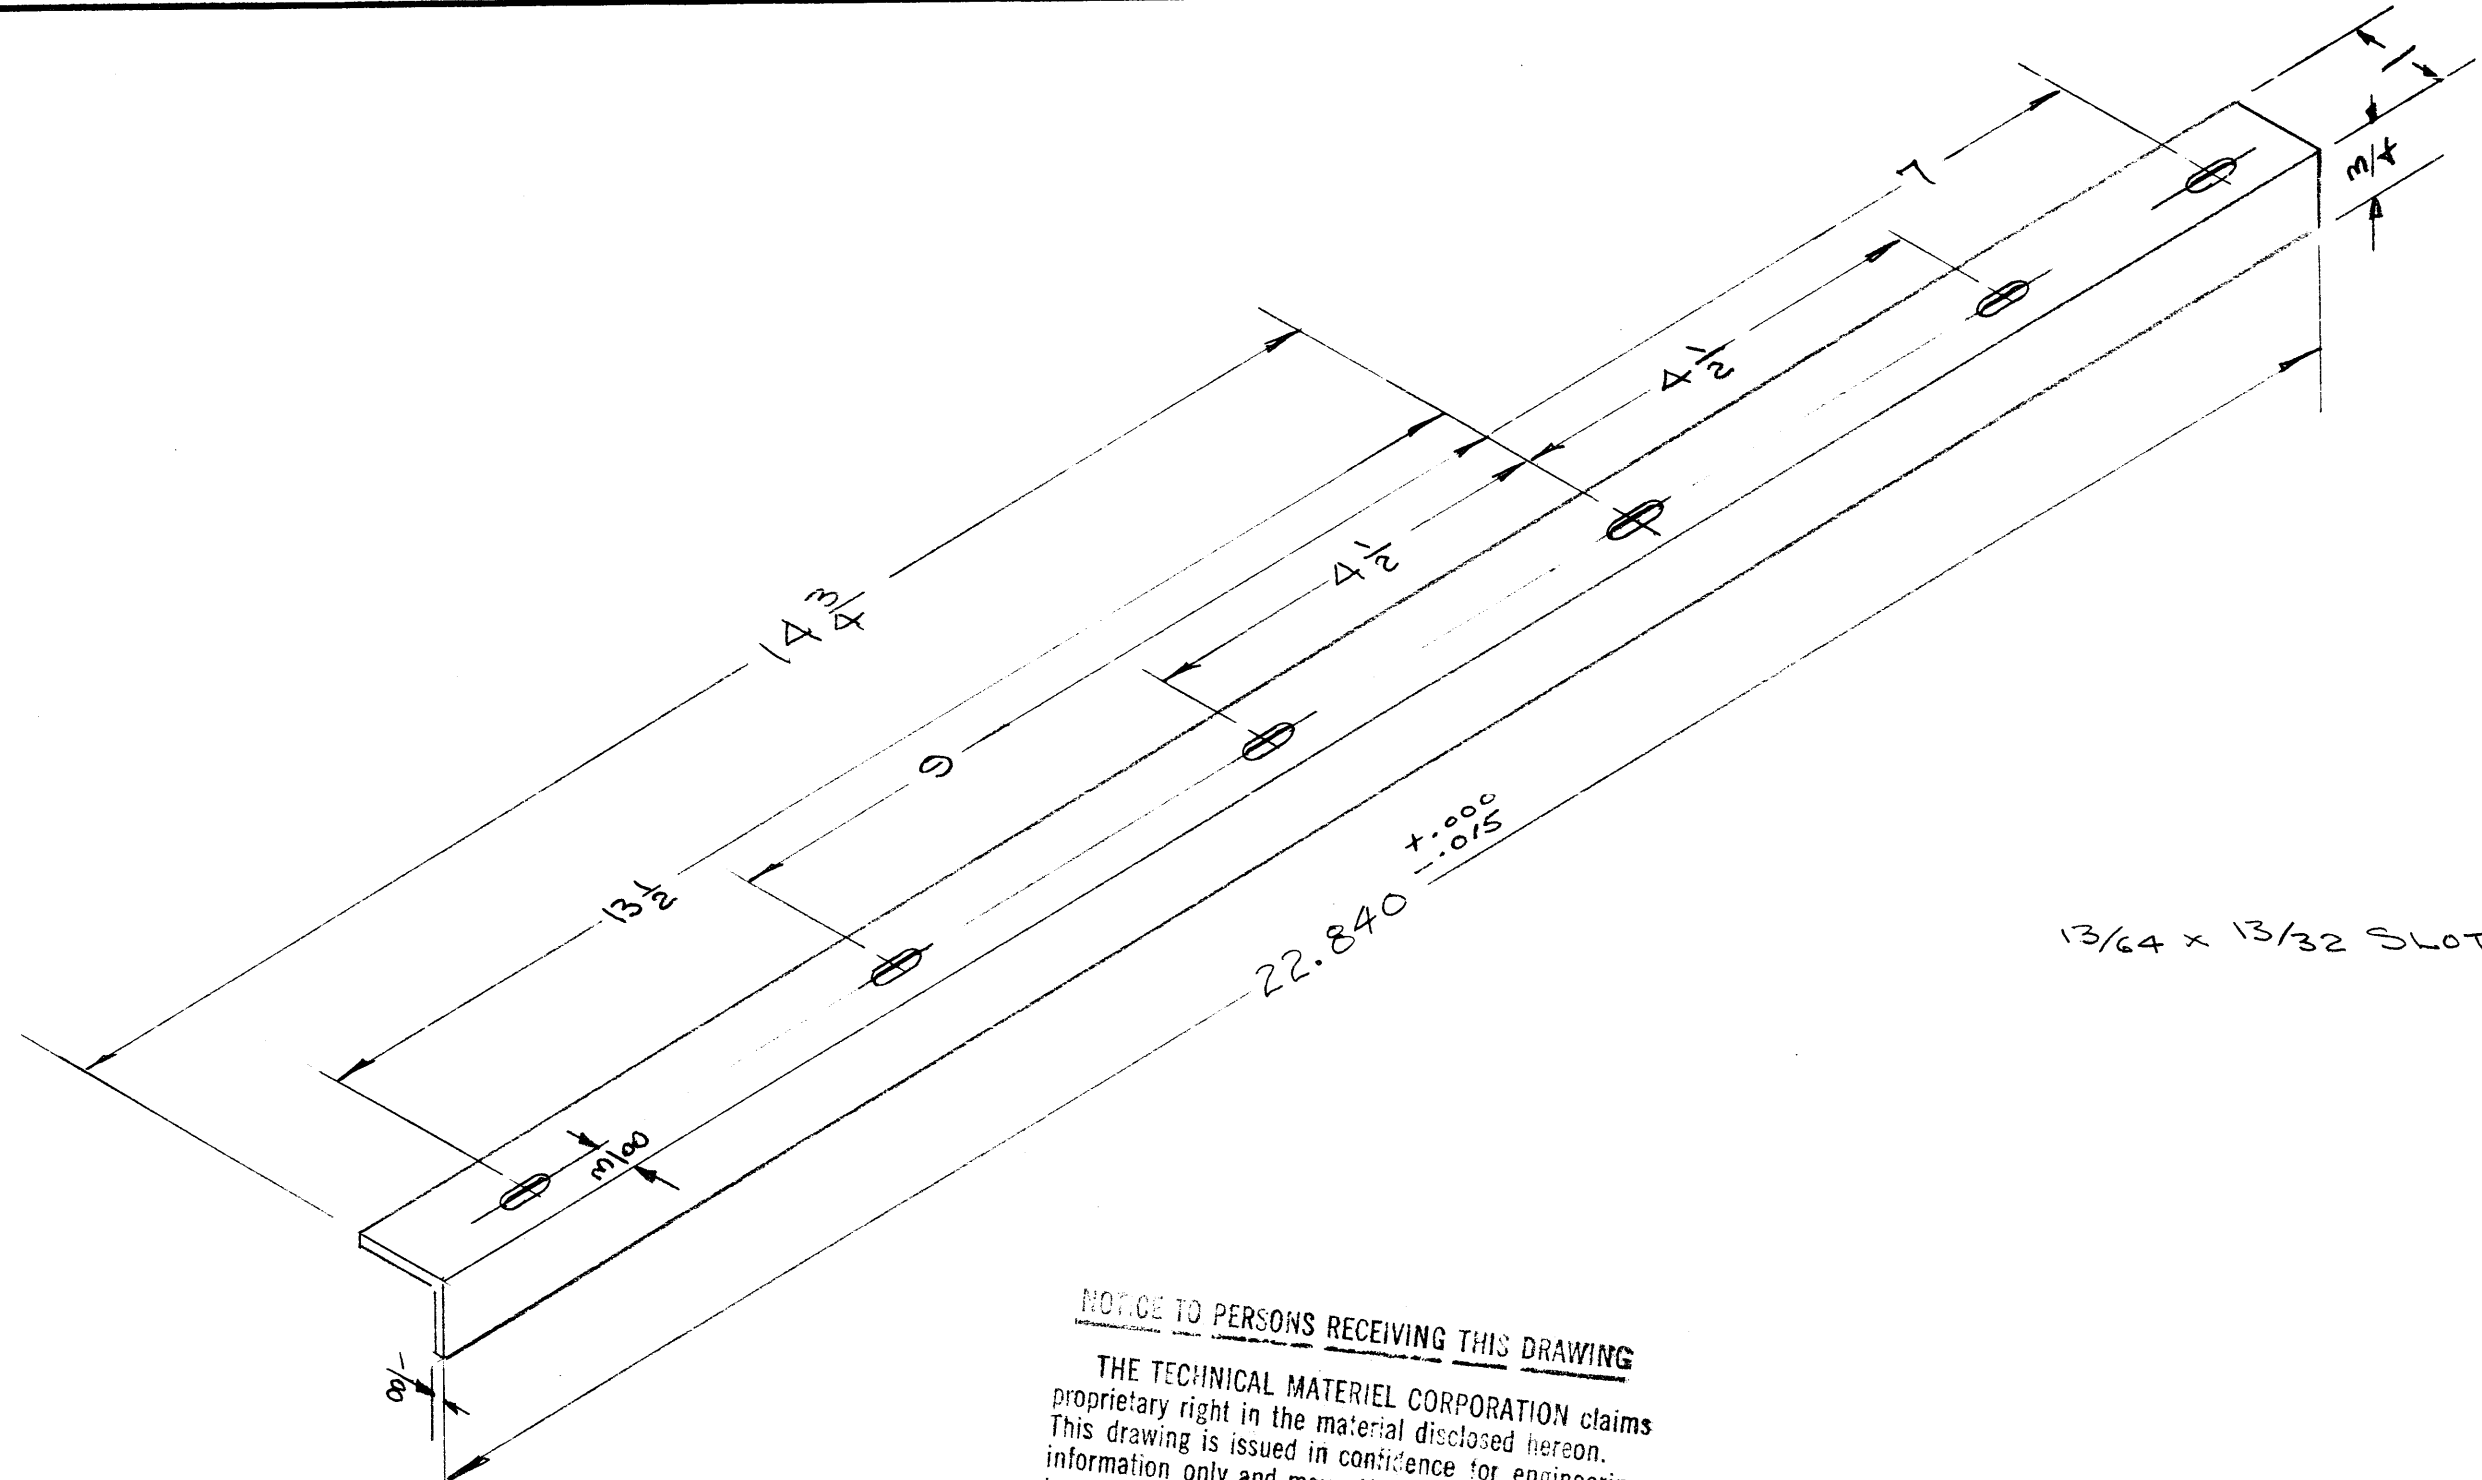 1
3/4
7
4 1/2
14 3/4
4 1/2
9
13 1/2
+.000
22.840 -.015
13/64 x 13/32 SLOT
3/8
1/8
NOTICE TO PERSONS RECEIVING THIS DRAWING
THE TECHNICAL MATERIEL CORPORATION claims
proprietary right in the material disclosed hereon.
This drawing is issued in confidence for engineering
information only and may